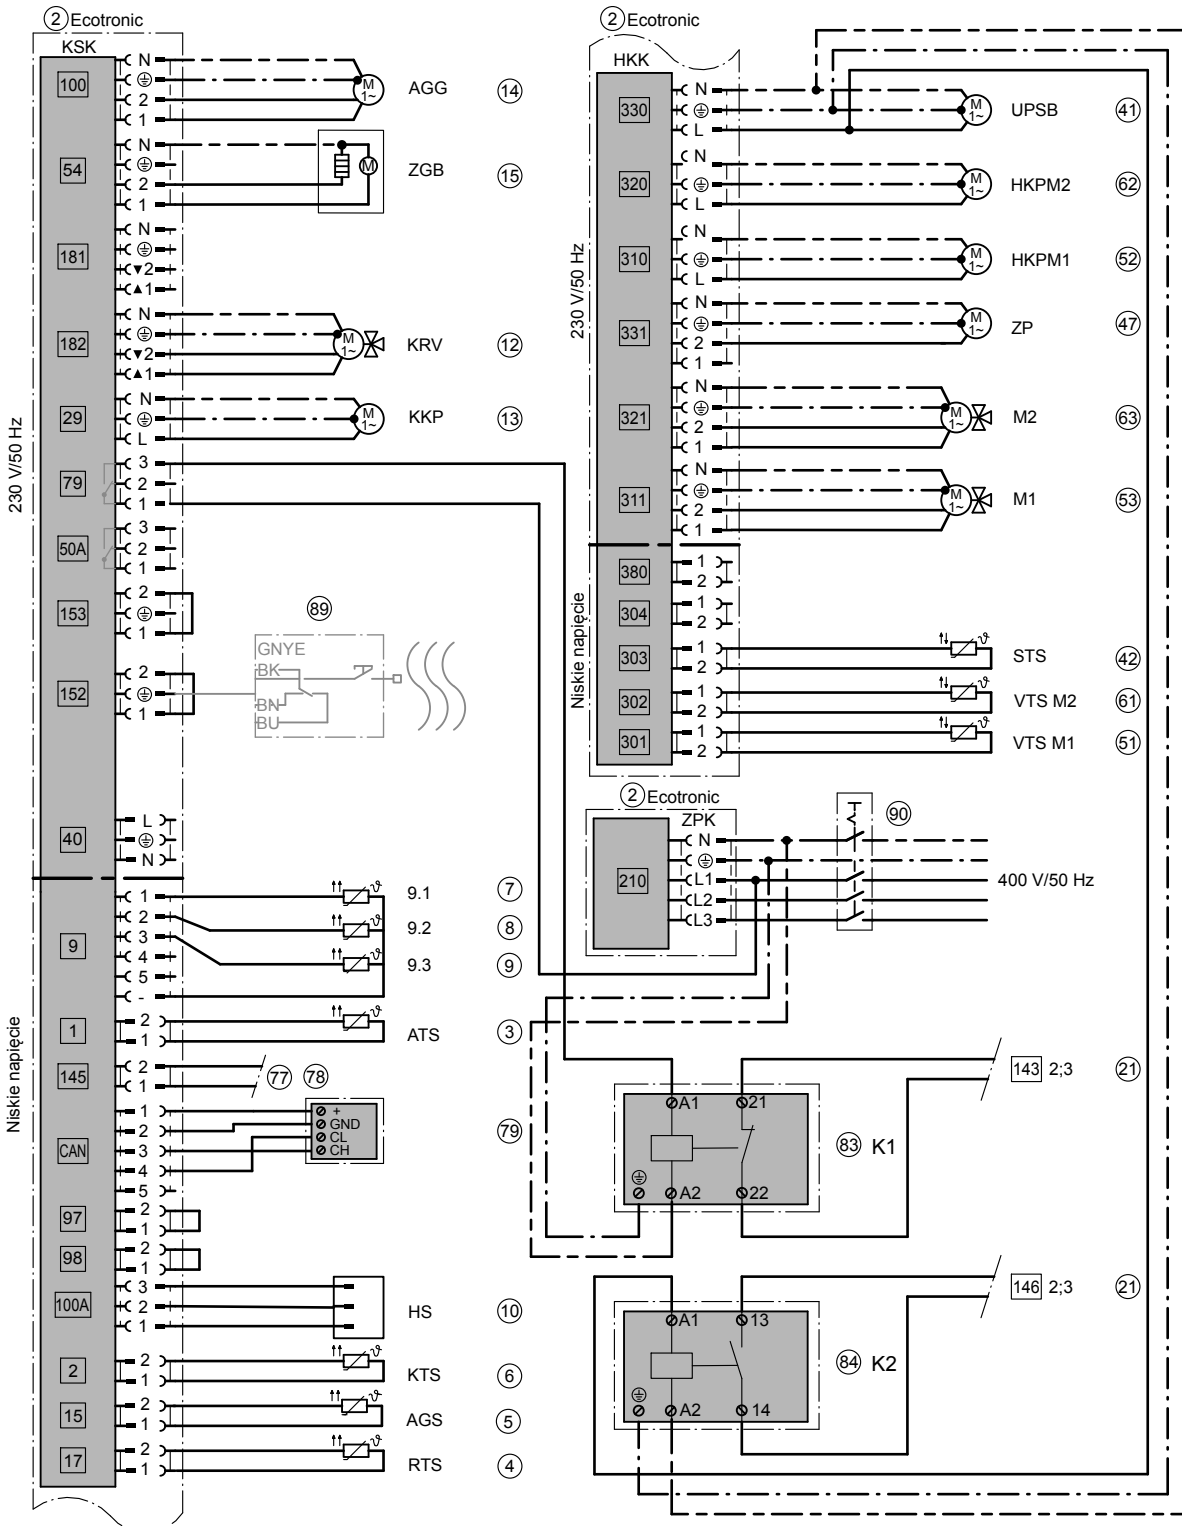 2 Ecotronic
KSK
230 V/50 Hz
100
N
2
1
M
1~
AGG
14
54
N
2
1
M
ZGB
15
181
N
▼2
▲1
182
N
▼2
▲1
M
1~
KRV
12
29
N
L
M
1~
KKP
13
79
3
2
1
50A
3
2
1
153
2
1
89
GNYE
BK
BN
BU
152
2
1
40
L
N
Niskie napięcie
9
1
2
3
4
5
-
ϑ
9.1
7
ϑ
9.2
8
ϑ
9.3
9
1
2
1
ϑ
ATS
3
145
2
1
77
78
CAN
1
2
3
4
5
+
GND
CL
CH
97
2
1
98
2
1
100A
3
2
1
HS
10
2
2
1
ϑ
KTS
6
15
2
1
ϑ
AGS
5
17
2
1
ϑ
RTS
4
2 Ecotronic
HKK
230 V/50 Hz
330
N
L
M
1~
UPSB
41
320
N
L
M
1~
HKPM2
62
310
N
L
M
1~
HKPM1
52
331
N
2
1
M
1~
ZP
47
321
N
2
1
M
1~
M2
63
311
N
2
1
M
1~
M1
53
Niskie napięcie
380
1
2
304
1
2
303
1
2
ϑ
STS
42
302
1
2
ϑ
VTS M2
61
301
1
2
ϑ
VTS M1
51
2 Ecotronic
ZPK
210
N
L1
L2
L3
90
400 V/50 Hz
79
A1
21
A2
22
83 K1
143 2;3
21
A1
13
A2
14
84 K2
146 2;3
21